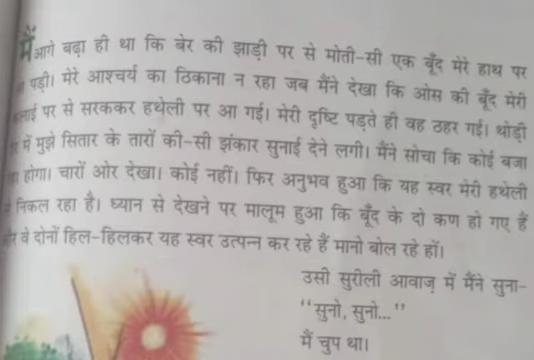 मैं आगे बढ़ा ही था कि बेर की झाड़ी पर से मोती-सी एक बूँद मेरे हाथ पर
पड़ी। मेरे आश्चर्य का ठिकाना न रहा जब मैंने देखा कि ओस की बूँद मेरी
पर से सरककर हथेली पर आ गई। मेरी दृष्टि पड़ते ही वह ठहर गई। थोड़ी
में मुझे सितार के तारों की-सी झंकार सुनाई देने लगी। मैंने सोचा कि कोई बजा
होगा। चारों ओर देखा। कोई नहीं। फिर अनुभव हुआ कि यह स्वर मेरी हथेली
निकल रहा है। ध्यान से देखने पर मालूम हुआ कि बूँद के दो कण हो गए हैं
और वे दोनों हिल-हिलकर यह स्वर उत्पन्न कर रहे हैं मानो बोल रहे हों।
उसी सुरीली आवाज़ में मैंने सुना-
“सुनो, सुनो...”
मैं चुप था।